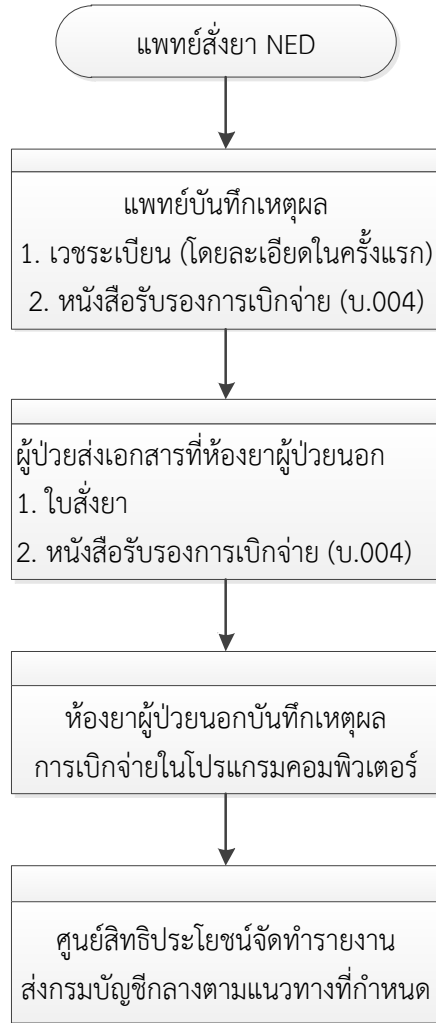 แพทย์สั่งยา NED
แพทย์บันทึกเหตุผล
1. เวชระเบียน (โดยละเอียดในครั้งแรก)
2. หนังสือรับรองการเบิกจ่าย (บ.004)
ผู้ป่วยส่งเอกสารที่ห้องยาผู้ป่วยนอก
1. ใบสั่งยา
2. หนังสือรับรองการเบิกจ่าย (บ.004)
ห้องยาผู้ป่วยนอกบันทึกเหตุผล
การเบิกจ่ายในโปรแกรมคอมพิวเตอร์
ศูนย์สิทธิประโยชน์จัดทำรายงาน
ส่งกรมบัญชีกลางตามแนวทางที่กำหนด